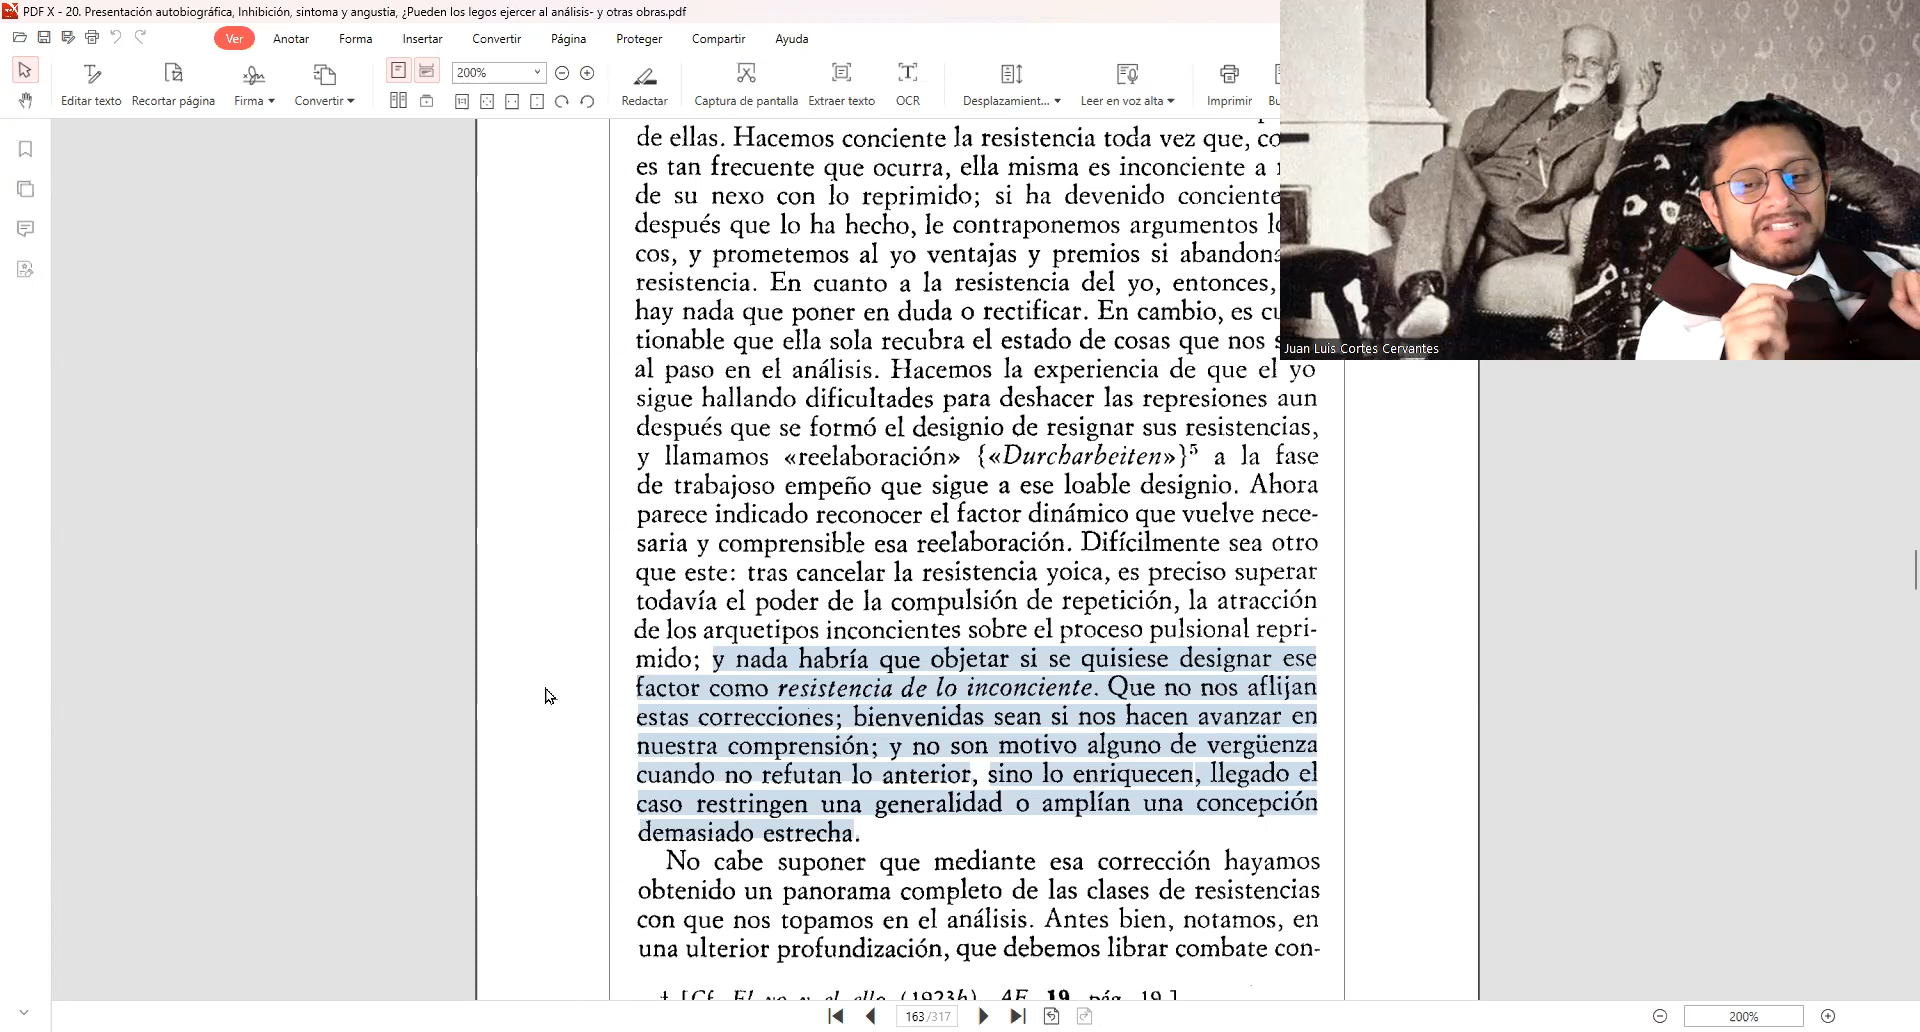 PDF X - 20. Presentación autobiográfica, Inhibición, sintoma y angustia, ¿Pueden los legos ejercer al análisis- y otras obras.pdf
Ver Anotar Forma Insertar Convertir Página Proteger Compartir Ayuda
200%
Editar texto Recortar página Firma Convertir Redactar Captura de pantalla Extraer texto OCR Desplazamient... Leer en voz alta Imprimir
de ellas. Hacemos conciente la resistencia toda vez que,
es tan frecuente que ocurra, ella misma es inconciente a
de su nexo con lo reprimido; si ha devenido conciente
después que lo ha hecho, le contraponemos argumentos
cos, y prometemos al yo ventajas y premios si
resistencia. En cuanto a la resistencia del yo, entonces,
hay nada que poner en duda o rectificar. En cambio, es
tionable que ella sola recubra el estado de cosas que nos
al paso en el análisis. Hacemos la experiencia de que el yo
sigue hallando dificultades para deshacer las represiones aun
después que se formó el designio de resignar sus resistencias,
y llamamos «reelaboración» {«Durcharbeiten»}5 a la fase
de trabajoso empeño que sigue a ese loable designio. Ahora
parece indicado reconocer el factor dinámico que vuelve nece-
saria y comprensible esa reelaboración. Difícilmente sea otro
que este: tras cancelar la resistencia yoica, es preciso superar
todavía el poder de la compulsión de repetición, la atracción
de los arquetipos inconcientes sobre el proceso pulsional repri-
mido; y nada habría que objetar si se quisiese designar ese
factor como resistencia de lo inconciente. Que no nos aflijan
estas correcciones; bienvenidas sean si nos hacen avanzar en
nuestra comprensión; y no son motivo alguno de vergüenza
cuando no refutan lo anterior, sino lo enriquecen, llegado el
caso restringen una generalidad o amplían una concepción
demasiado estrecha.
No cabe suponer que mediante esa corrección hayamos
obtenido un panorama completo de las clases de resistencias
con que nos topamos en el análisis. Antes bien, notamos, en
una ulterior profundización, que debemos librar combate con-
[Cf. El yo y el ello (1923b), AE, 19, pág. 19.]
Juan Luis Cortes Cervantes
163/317
200%